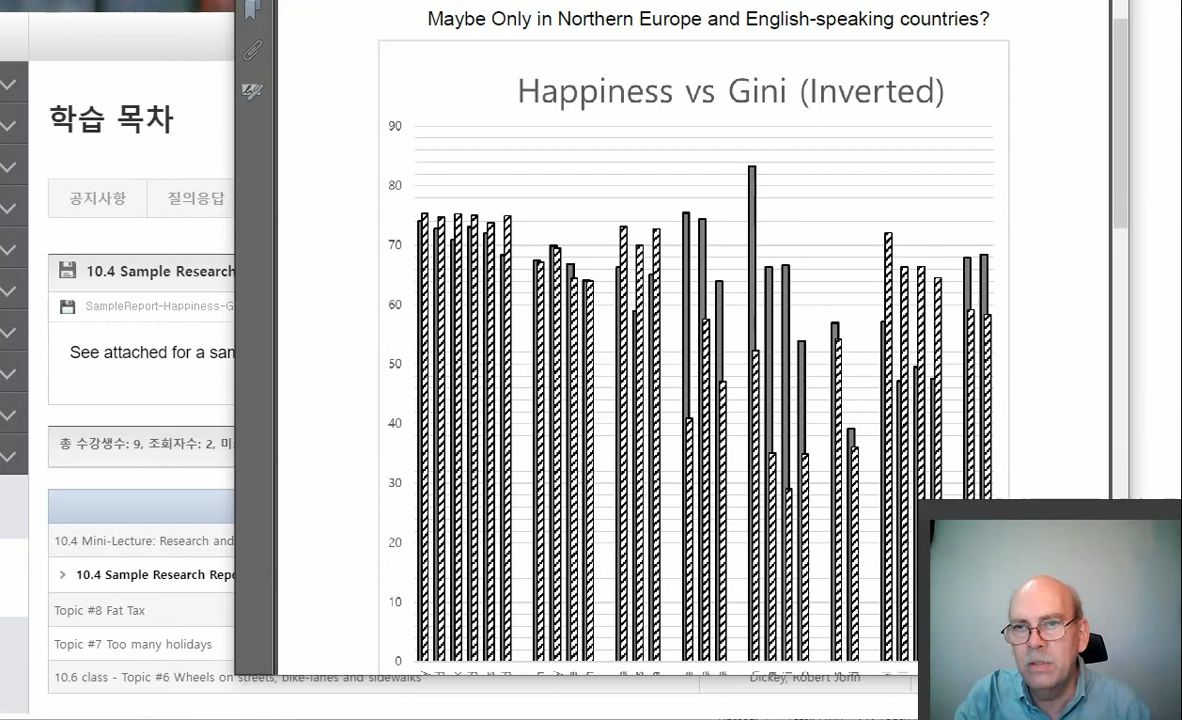 Maybe Only in Northern Europe and English-speaking countries?
Happiness vs Gini (Inverted)
90
80
70
60
50
40
30
20
10
0
학습 목차
공지사항
질의응답
10.4 Sample Research
SampleReport-Happiness-G
See attached for a sam
총 수강생수: 9, 조회자수: 2, 미
10.4 Mini-Lecture: Research and
10.4 Sample Research Repo
Topic #8 Fat Tax
Topic #7 Too many holidays
10.6 class - Topic #6 Wheels on streets, bike-lanes and sidewalks
Dickey, Robert John